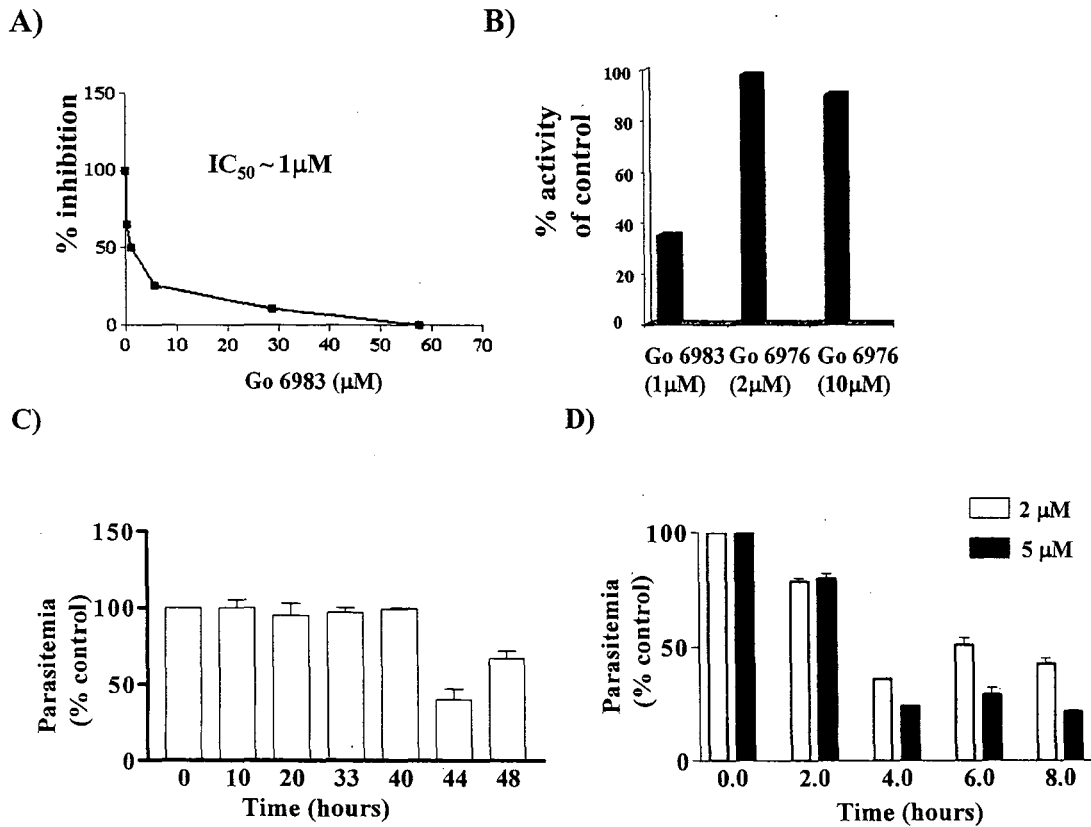 A)
% inhibition
150
100
50
0
IC50 ~ 1µM
0 10 20 30 40 50 60 70
Go 6983 (µM)
B)
% activity
of control
100
80
60
40
20
0
Go 6983 Go 6976 Go 6976
(1µM) (2µM) (10µM)
C)
Parasitemia
(% control)
150
100
50
0
0 10 20 33 40 44 48
Time (hours)
D)
2 µM
5 µM
Parasitemia
(% control)
100
50
0
0.0 2.0 4.0 6.0 8.0
Time (hours)